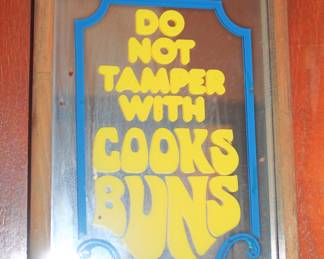 DO
NOT
TAMPER
WITH
COOKS
BUNS